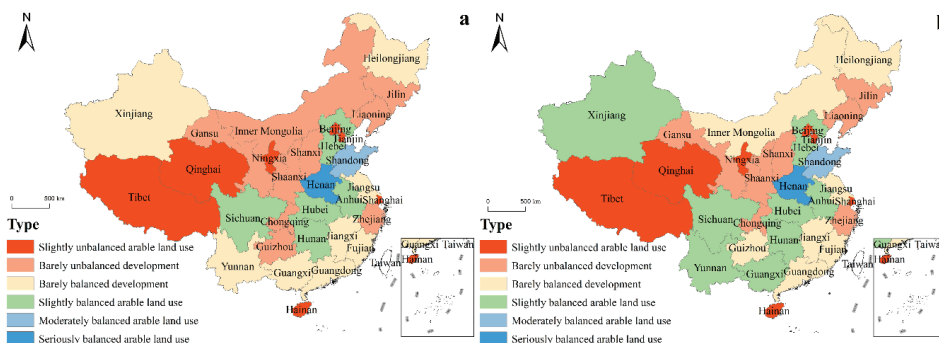 N
a
Heilongjiang
Jilin
Xinjiang
Liaoning
Gansu
Inner Mongolia
Beijing
Tianjin
Hebei
Ningxia
Shanxi
Shandong
Qinghai
Shaanxi
Henan
Jiangsu
Tibet
Anhui
Shanghai
Hubei
Sichuan
Chongqing
Zhejiang
Hunan
Jiangxi
Guizhou
Fujian
Yunnan
Guangxi
Guangdong
Taiwan
Hainan
GuangXi Taiwan
Hainan
0 500 km
Type
Slightly unbalanced arable land use
Barely unbalanced development
Barely balanced development
Slightly balanced arable land use
Moderately balanced arable land use
Seriously balanced arable land use
N
Heilongjiang
Jilin
Xinjiang
Liaoning
Gansu
Inner Mongolia
Beijing
Tianjin
Hebei
Ningxia
Shanxi
Shandong
Qinghai
Shaanxi
Henan
Jiangsu
Tibet
Anhui
Shanghai
Hubei
Sichuan
Chongqing
Zhejiang
Hunan
Jiangxi
Guizhou
Fujian
Yunnan
Guangxi
Guangdong
Taiwan
Hainan
GuangXi Taiwan
Hainan
0 500 km
Type
Slightly unbalanced arable land use
Barely unbalanced development
Barely balanced development
Slightly balanced arable land use
Moderately balanced arable land use
Seriously balanced arable land use